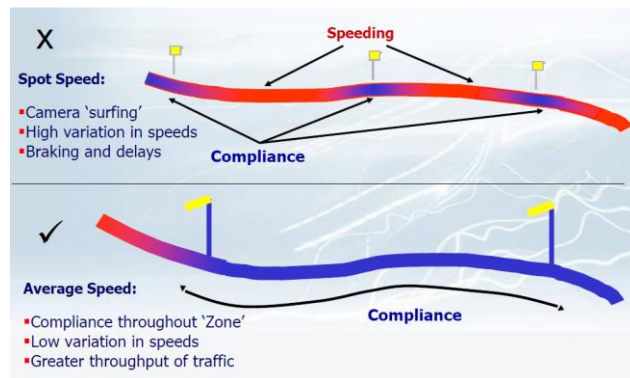 X
Speeding
Spot Speed:
▪Camera ‘surfing’
▪High variation in speeds
▪Braking and delays
Compliance
✓
Average Speed:
▪Compliance throughout ‘Zone’
▪Low variation in speeds
▪Greater throughput of traffic
Compliance